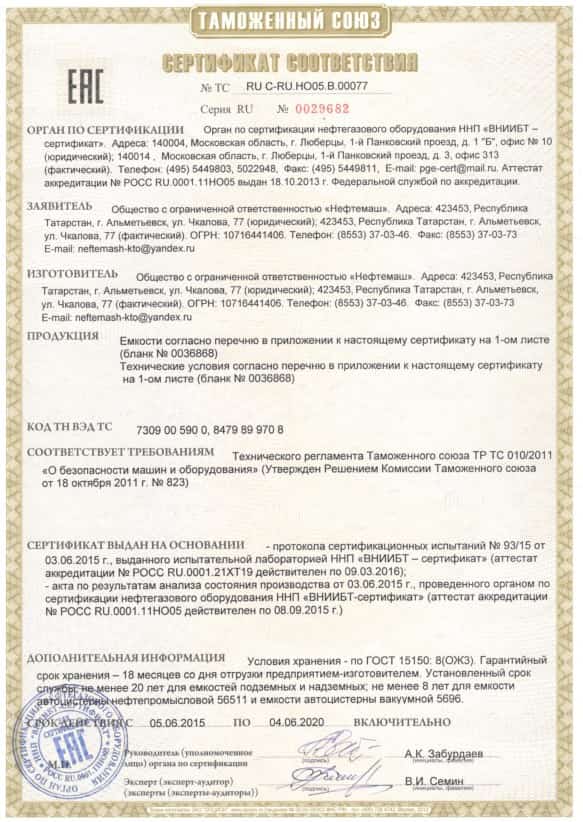 ТАМОЖЕННЫЙ СОЮЗ
СЕРТИФИКАТ СООТВЕТСТВИЯ
ЕАС
№ ТС RU C-RU.НО05.В.00077
Серия RU № 0029682
ОРГАН ПО СЕРТИФИКАЦИИ Орган по сертификации нефтегазового оборудования ННП «ВНИИБТ –
сертификат». Адреса: 140004, Московская область, г. Люберцы, 1-й Панковский проезд, д. 1 "Б", офис № 10
(юридический); 140014 , Московская область, г. Люберцы, 1-й Панковский проезд, д. 3, офис 313
(фактический). Телефон: (495) 5449803, 5022948, Факс: (495) 5449811, E-mail: pge-cert@mail.ru. Аттестат
аккредитации № РОСС RU.0001.11НО05 выдан 18.10.2013 г. Федеральной службой по аккредитации.
ЗАЯВИТЕЛЬ Общество с ограниченной ответственностью «Нефтемаш». Адреса: 423453, Республика
Татарстан, г. Альметьевск, ул. Чкалова, 77 (юридический); 423453, Республика Татарстан, г. Альметьевск,
ул. Чкалова, 77 (фактический). ОГРН: 10716441406. Телефон: (8553) 37-03-46. Факс: (8553) 37-03-73
E-mail: neftemash-kto@yandex.ru
ИЗГОТОВИТЕЛЬ Общество с ограниченной ответственностью «Нефтемаш». Адреса: 423453, Республика
Татарстан, г. Альметьевск, ул. Чкалова, 77 (юридический); 423453, Республика Татарстан, г. Альметьевск,
ул. Чкалова, 77 (фактический). ОГРН: 10716441406. Телефон: (8553) 37-03-46. Факс: (8553) 37-03-73
E-mail: neftemash-kto@yandex.ru
ПРОДУКЦИЯ Емкости согласно перечню в приложении к настоящему сертификату на 1-ом листе
(бланк № 0036868)
Технические условия согласно перечню в приложении к настоящему сертификату
на 1-ом листе (бланк № 0036868)
КОД ТН ВЭД ТС 7309 00 590 0, 8479 89 970 8
СООТВЕТСТВУЕТ ТРЕБОВАНИЯМ Технического регламента Таможенного союза ТР ТС 010/2011
«О безопасности машин и оборудования» (Утвержден Решением Комиссии Таможенного союза
от 18 октября 2011 г. № 823)
СЕРТИФИКАТ ВЫДАН НА ОСНОВАНИИ - протокола сертификационных испытаний № 93/15 от
03.06.2015 г., выданного испытательной лабораторией ННП «ВНИИБТ – сертификат» (аттестат
аккредитации № РОСС RU.0001.21ХТ19 действителен до 09.03.2016);
- акта по результатам анализа состояния производства от 03.06.2015 г., проведенного органом по
сертификации нефтегазового оборудования ННП «ВНИИБТ-сертификат» (аттестат аккредитации
№ РОСС RU.0001.11НО05 действителен по 08.09.2015 г.)
ДОПОЛНИТЕЛЬНАЯ ИНФОРМАЦИЯ Условия хранения - по ГОСТ 15150: 8(ОЖ3). Гарантийный
срок хранения – 18 месяцев со дня отгрузки предприятием-изготовителем. Установленный срок
службы: не менее 20 лет для емкостей подземных и надземных; не менее 8 лет для емкости
автоцистерны нефтепромысловой 56511 и емкости автоцистерны вакуумной 5696.
СРОК ДЕЙСТВИЯ С 05.06.2015 ПО 04.06.2020 ВКЛЮЧИТЕЛЬНО
М.П.
Руководитель (уполномоченное
лицо) органа по сертификации
(подпись)
А.К. Забурдаев
(инициалы, фамилия)
Эксперт (эксперт-аудитор)
(эксперты (эксперты-аудиторы))
(подпись)
В.И. Семин
(инициалы, фамилия)